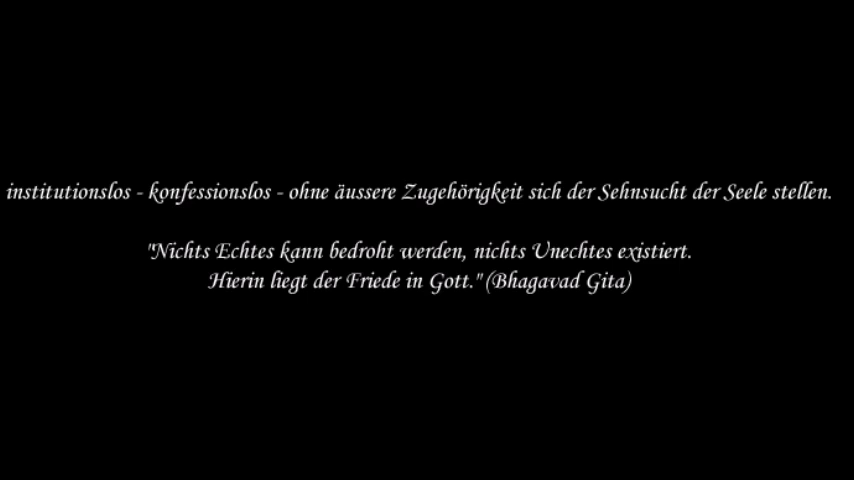 institutionslos - konfessionslos - ohne äussere Zugehörigkeit sich der Sehnsucht der Seele stellen.
"Nichts Echtes kann bedroht werden, nichts Unechtes existiert.
Hierin liegt der Friede in Gott." (Bhagavad Gita)